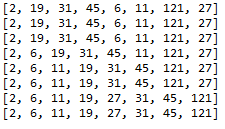 [2, 19, 31, 45, 6, 11, 121, 27]
[2, 19, 31, 45, 6, 11, 121, 27]
[2, 19, 31, 45, 6, 11, 121, 27]
[2, 6, 19, 31, 45, 11, 121, 27]
[2, 6, 11, 19, 31, 45, 121, 27]
[2, 6, 11, 19, 31, 45, 121, 27]
[2, 6, 11, 19, 27, 31, 45, 121]
[2, 6, 11, 19, 27, 31, 45, 121]